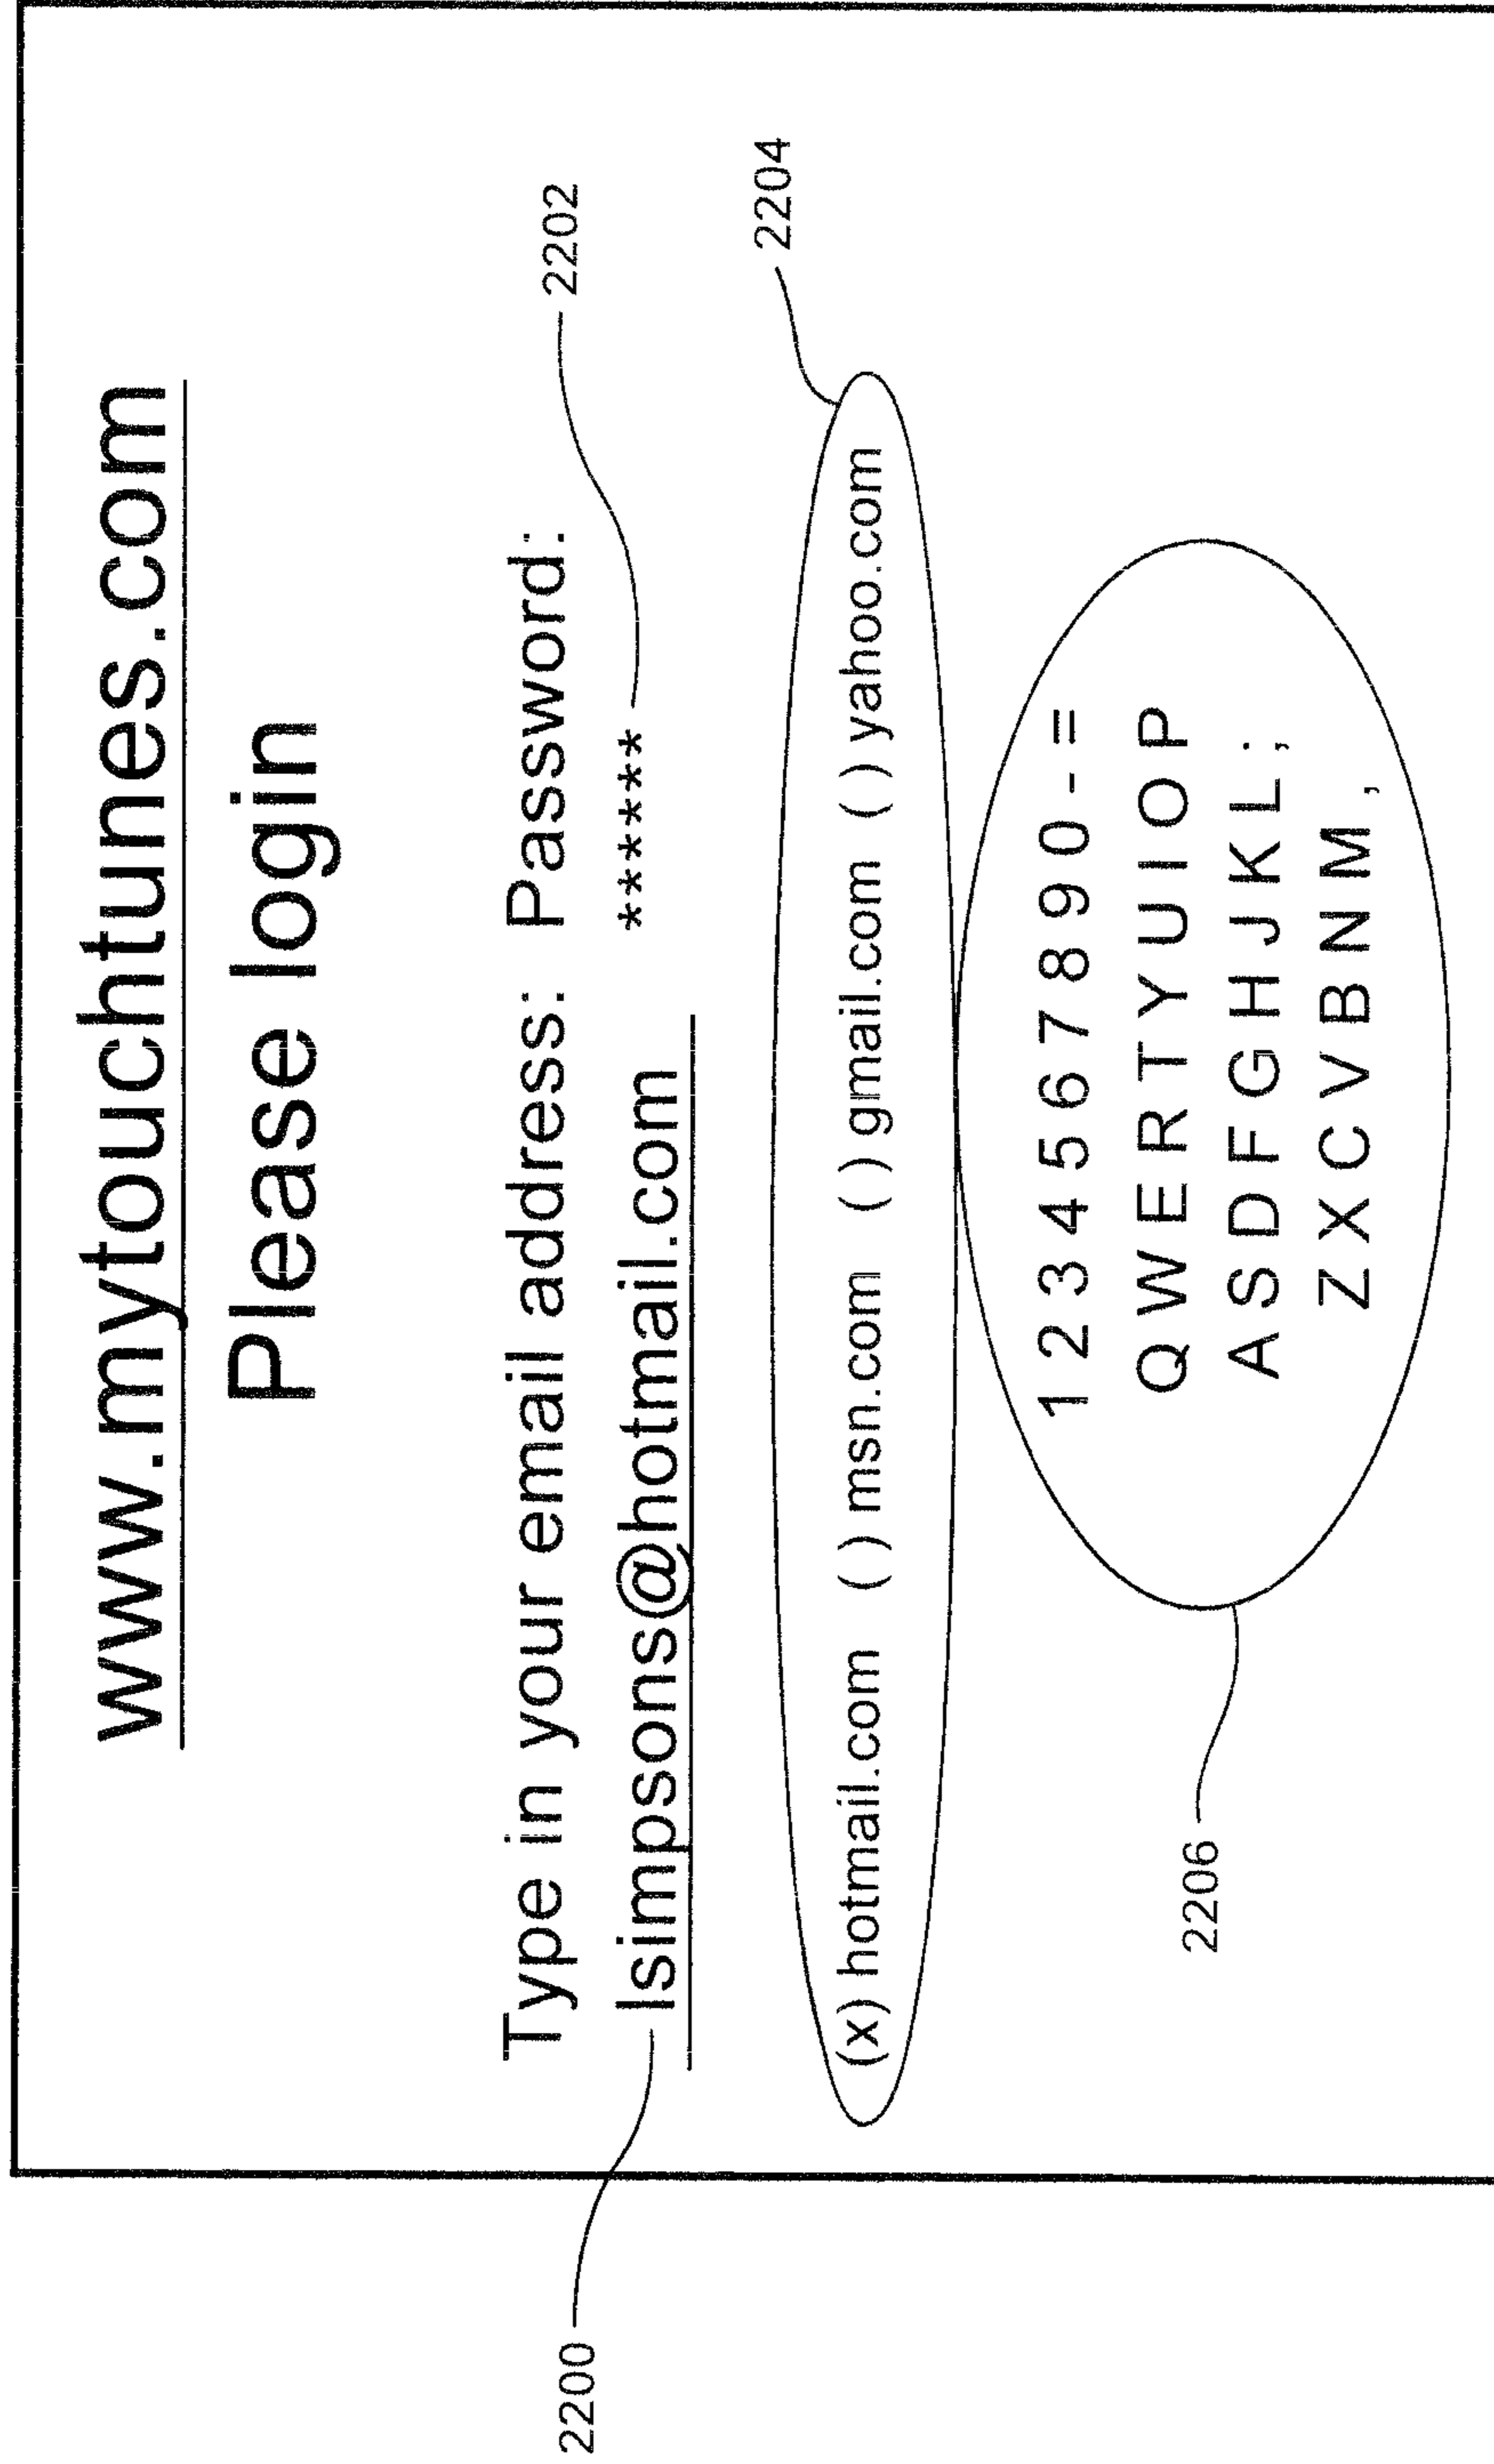 www.mytouchtunes.com
Please login
Type in your email address: Password:
2200 lsimpsons@hotmail.com ****** 2202
2204
(x) hotmail.com ( ) msn.com ( ) gmail.com ( ) yahoo.com
1 2 3 4 5 6 7 8 9 0 - =
Q W E R T Y U I O P
2206
A S D F G H J K L ;
Z X C V B N M ,